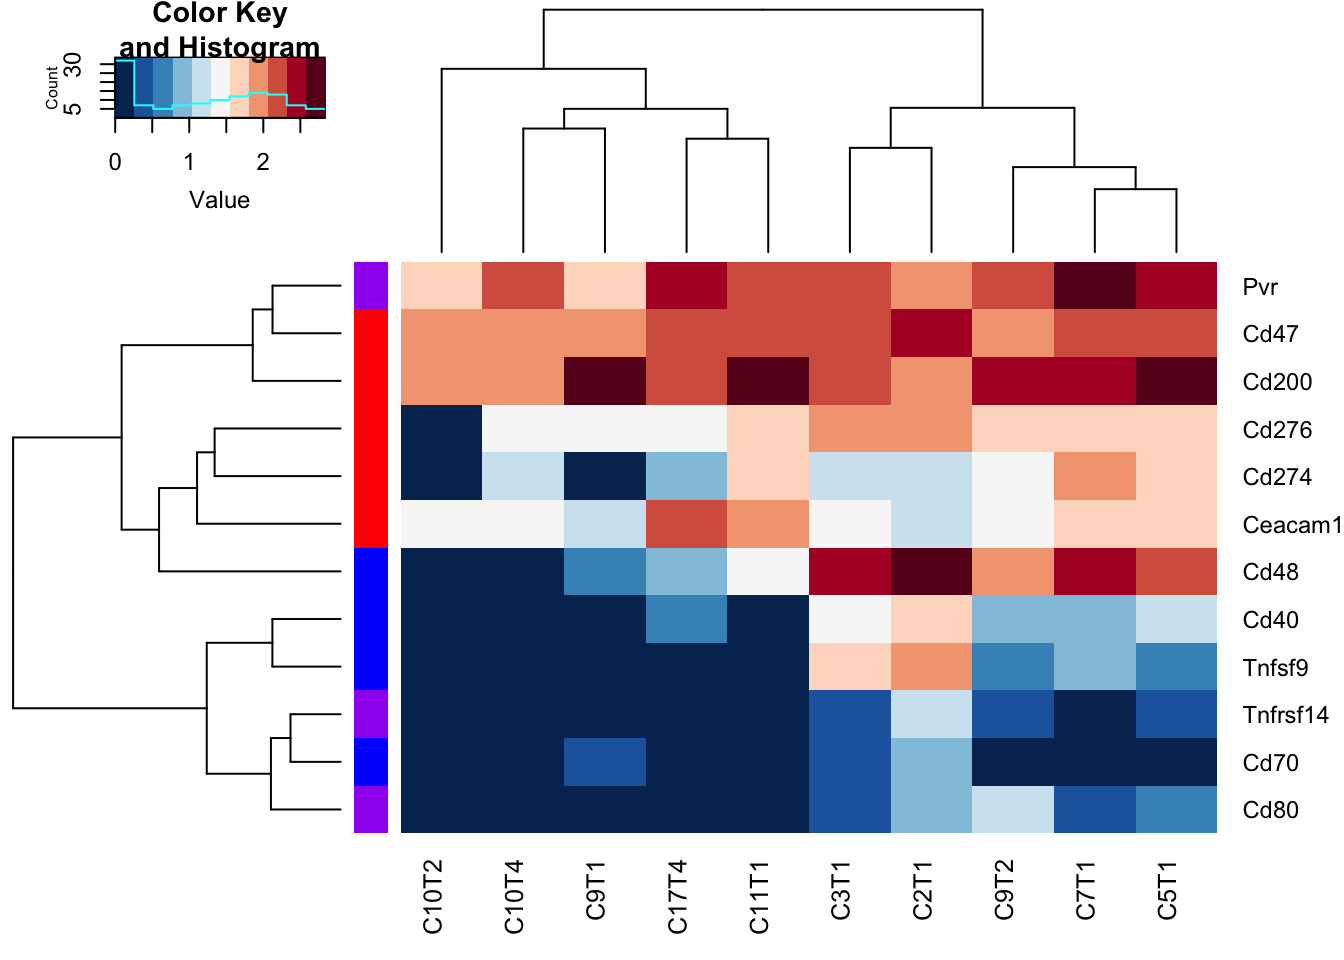 Color Key
and Histogram
Count
5 30
0 1 2
Value
Pvr
Cd47
Cd200
Cd276
Cd274
Ceacam1
Cd48
Cd40
Tnfsf9
Tnfrsf14
Cd70
Cd80
C10T2 C10T4 C9T1 C17T4 C11T1 C3T1 C2T1 C9T2 C7T1 C5T1